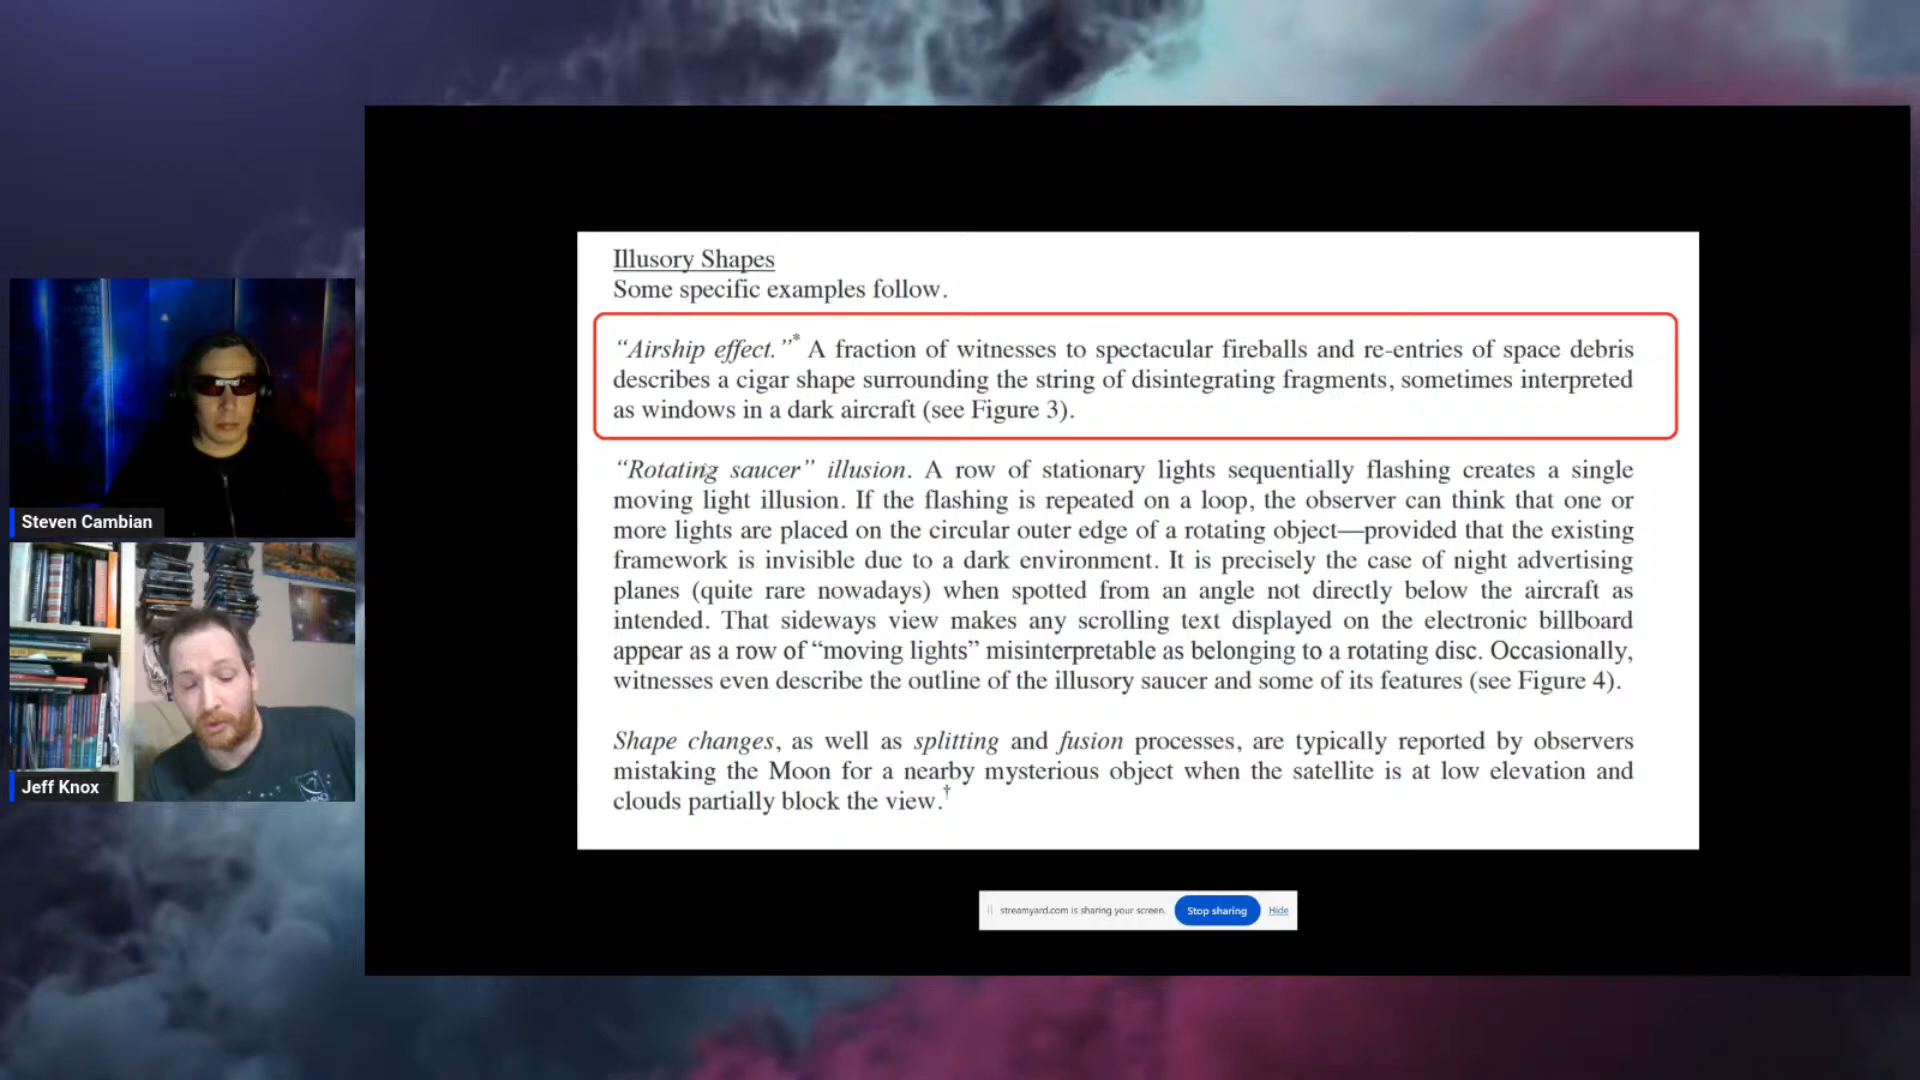 Illusory Shapes
Some specific examples follow.
“Airship effect.”* A fraction of witnesses to spectacular fireballs and re-entries of space debris
describes a cigar shape surrounding the string of disintegrating fragments, sometimes interpreted
as windows in a dark aircraft (see Figure 3).
“Rotating saucer” illusion. A row of stationary lights sequentially flashing creates a single
moving light illusion. If the flashing is repeated on a loop, the observer can think that one or
more lights are placed on the circular outer edge of a rotating object—provided that the existing
framework is invisible due to a dark environment. It is precisely the case of night advertising
planes (quite rare nowadays) when spotted from an angle not directly below the aircraft as
intended. That sideways view makes any scrolling text displayed on the electronic billboard
appear as a row of “moving lights” misinterpretable as belonging to a rotating disc. Occasionally,
witnesses even describe the outline of the illusory saucer and some of its features (see Figure 4).
Shape changes, as well as splitting and fusion processes, are typically reported by observers
mistaking the Moon for a nearby mysterious object when the satellite is at low elevation and
clouds partially block the view.†
Steven Cambian
Jeff Knox
streamyard.com is sharing your screen. Stop sharing Hide